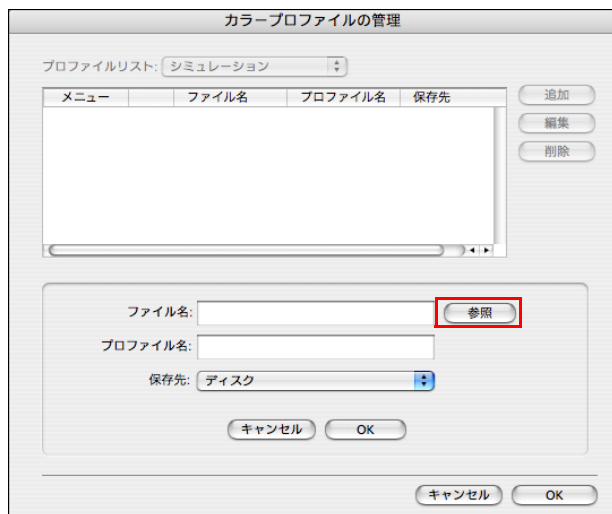 カラープロファイルの管理
プロファイルリスト: シミュレーション
メニュー ファイル名 プロファイル名 保存先
追加
編集
削除
ファイル名: 参照
プロファイル名:
保存先: ディスク
キャンセル OK
キャンセル OK